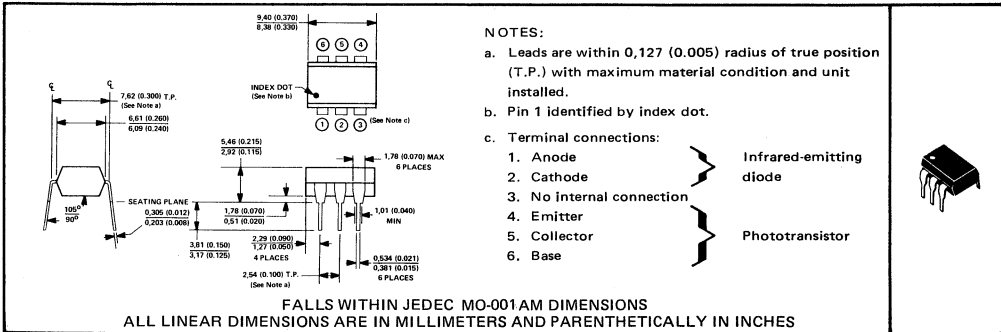 9,40 (0.370)
8,38 (0.330)
6 5 4
INDEX DOT
(See Note b)
1 2 3
(See Note c)
℄ ℄
7,62 (0.300) T.P.
(See Note a)
6,61 (0.260)
6,09 (0.240)
5,46 (0.215)
2,92 (0.115)
1,78 (0.070) MAX
6 PLACES
105°
90°
SEATING PLANE
0,305 (0.012)
0,203 (0.008)
1,78 (0.070)
0,51 (0.020)
1,01 (0.040)
MIN
3,81 (0.150)
3,17 (0.125)
2,29 (0.090)
1,27 (0.050)
4 PLACES
0,534 (0.021)
0,381 (0.015)
6 PLACES
2,54 (0.100) T.P.
(See Note a)
NOTES:
a. Leads are within 0,127 (0.005) radius of true position
(T.P.) with maximum material condition and unit
installed.
b. Pin 1 identified by index dot.
c. Terminal connections:
1. Anode
2. Cathode
Infrared-emitting
diode
3. No internal connection
4. Emitter
5. Collector
6. Base
Phototransistor
FALLS WITHIN JEDEC MO-001 AM DIMENSIONS
ALL LINEAR DIMENSIONS ARE IN MILLIMETERS AND PARENTHETICALLY IN INCHES